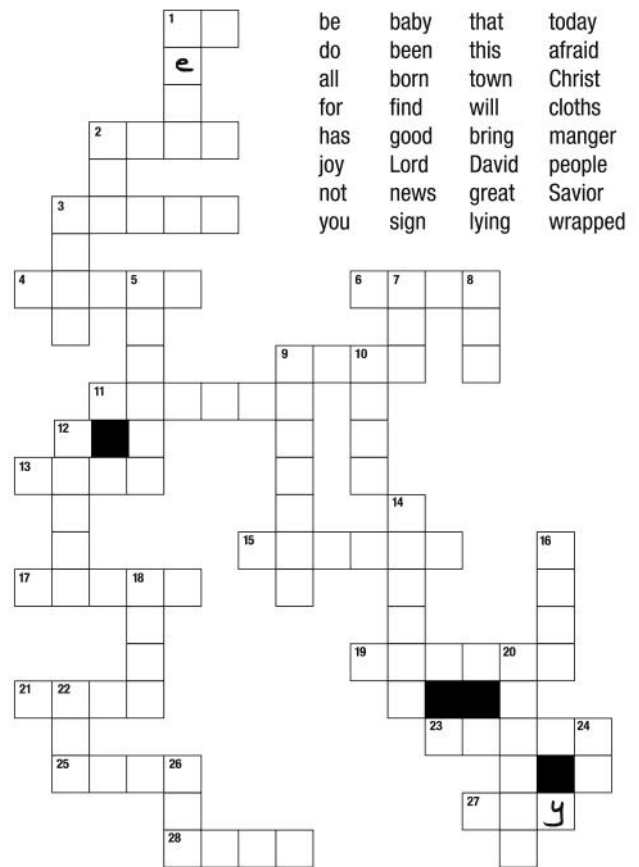 be baby that today
do been this afraid
all born town Christ
for find will cloths
has good bring manger
joy Lord David people
not news great Savior
you sign lying wrapped
1
e
2
3
4 5 6 7 8
9 10
11
12
13
14
15 16
17 18
19 20
21 22
23 24
25 26
27 y
28